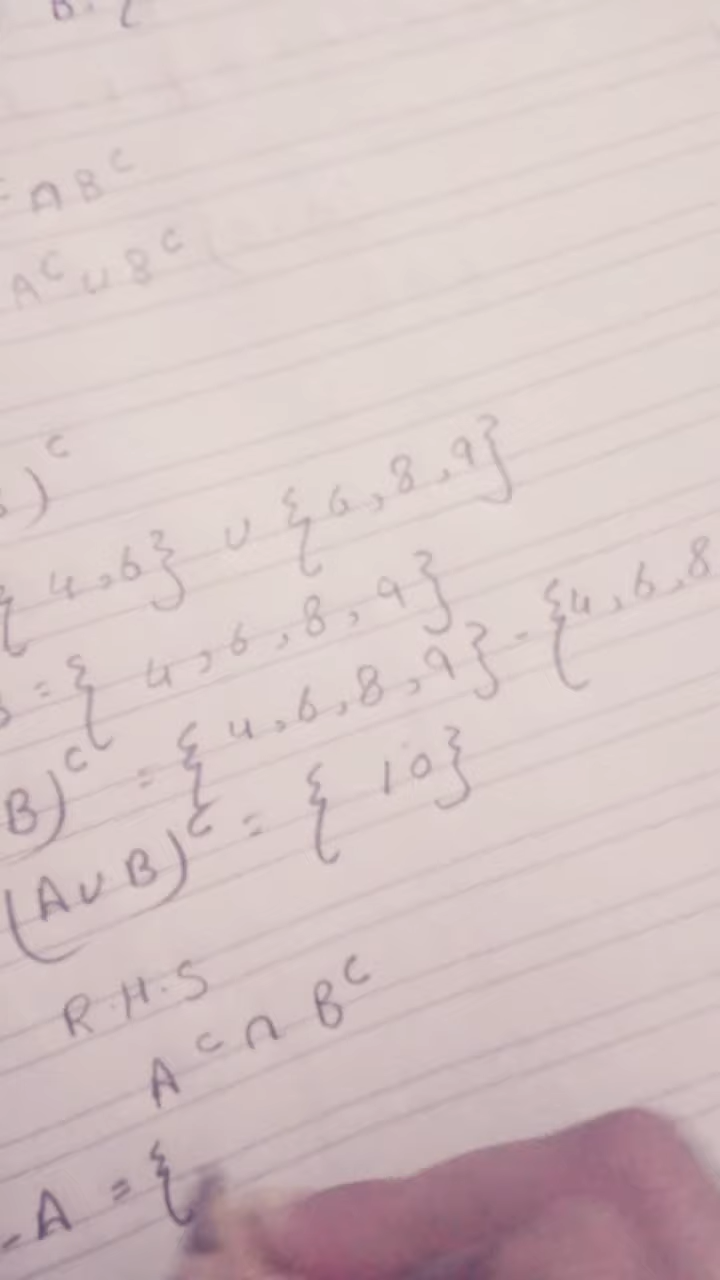 B: {
= ∩ B^C
A^C ∪ B^C
)^C
{4,6} ∪ {6,8,9}
= {4,6,8,9}
B)^C = {4,6,8,9} - {4,6,8
(A∪B)^C = {10}
R.H.S
A^C ∩ B^C
-A = {